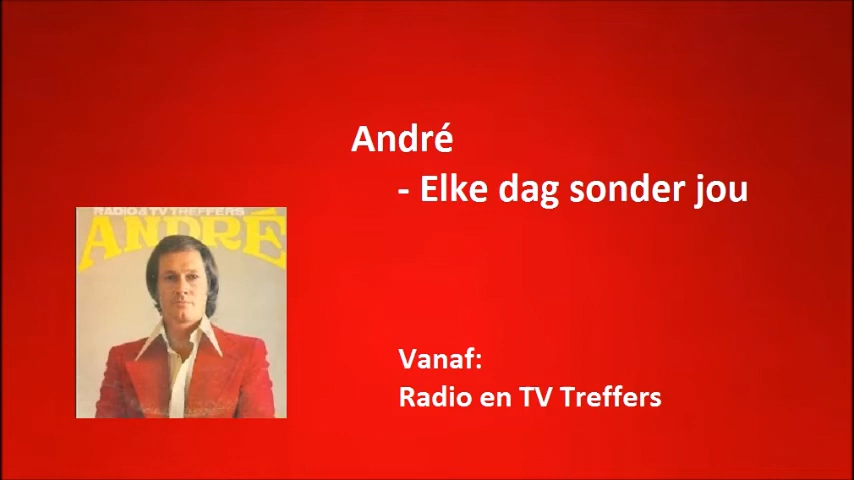 André
- Elke dag sonder jou
RADIO & TV TREFFERS
ANDRÉ
Vanaf:
Radio en TV Treffers